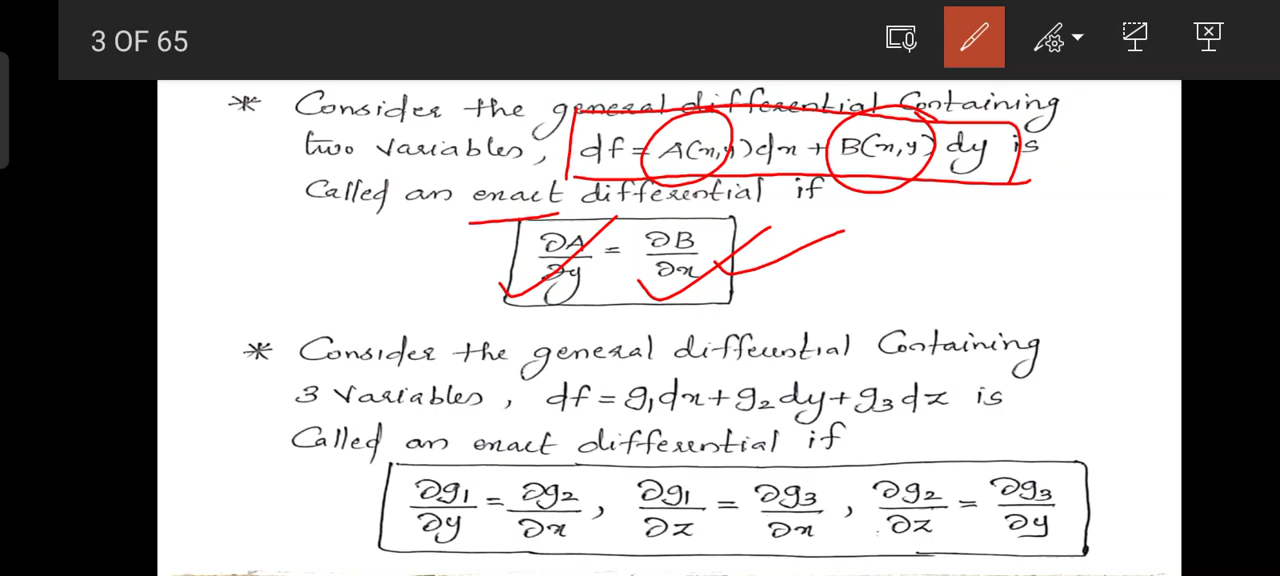 3 OF 65
* Consider the general differential Containing
two variables, df = A(x,y)dx + B(x,y) dy is
Called an exact differential if
∂A/∂y = ∂B/∂x
* Consider the general differential Containing
3 Variables, df = g₁dx+g₂dy+g₃dz is
Called an exact differential if
∂g₁/∂y = ∂g₂/∂x , ∂g₁/∂z = ∂g₃/∂x , ∂g₂/∂z = ∂g₃/∂y